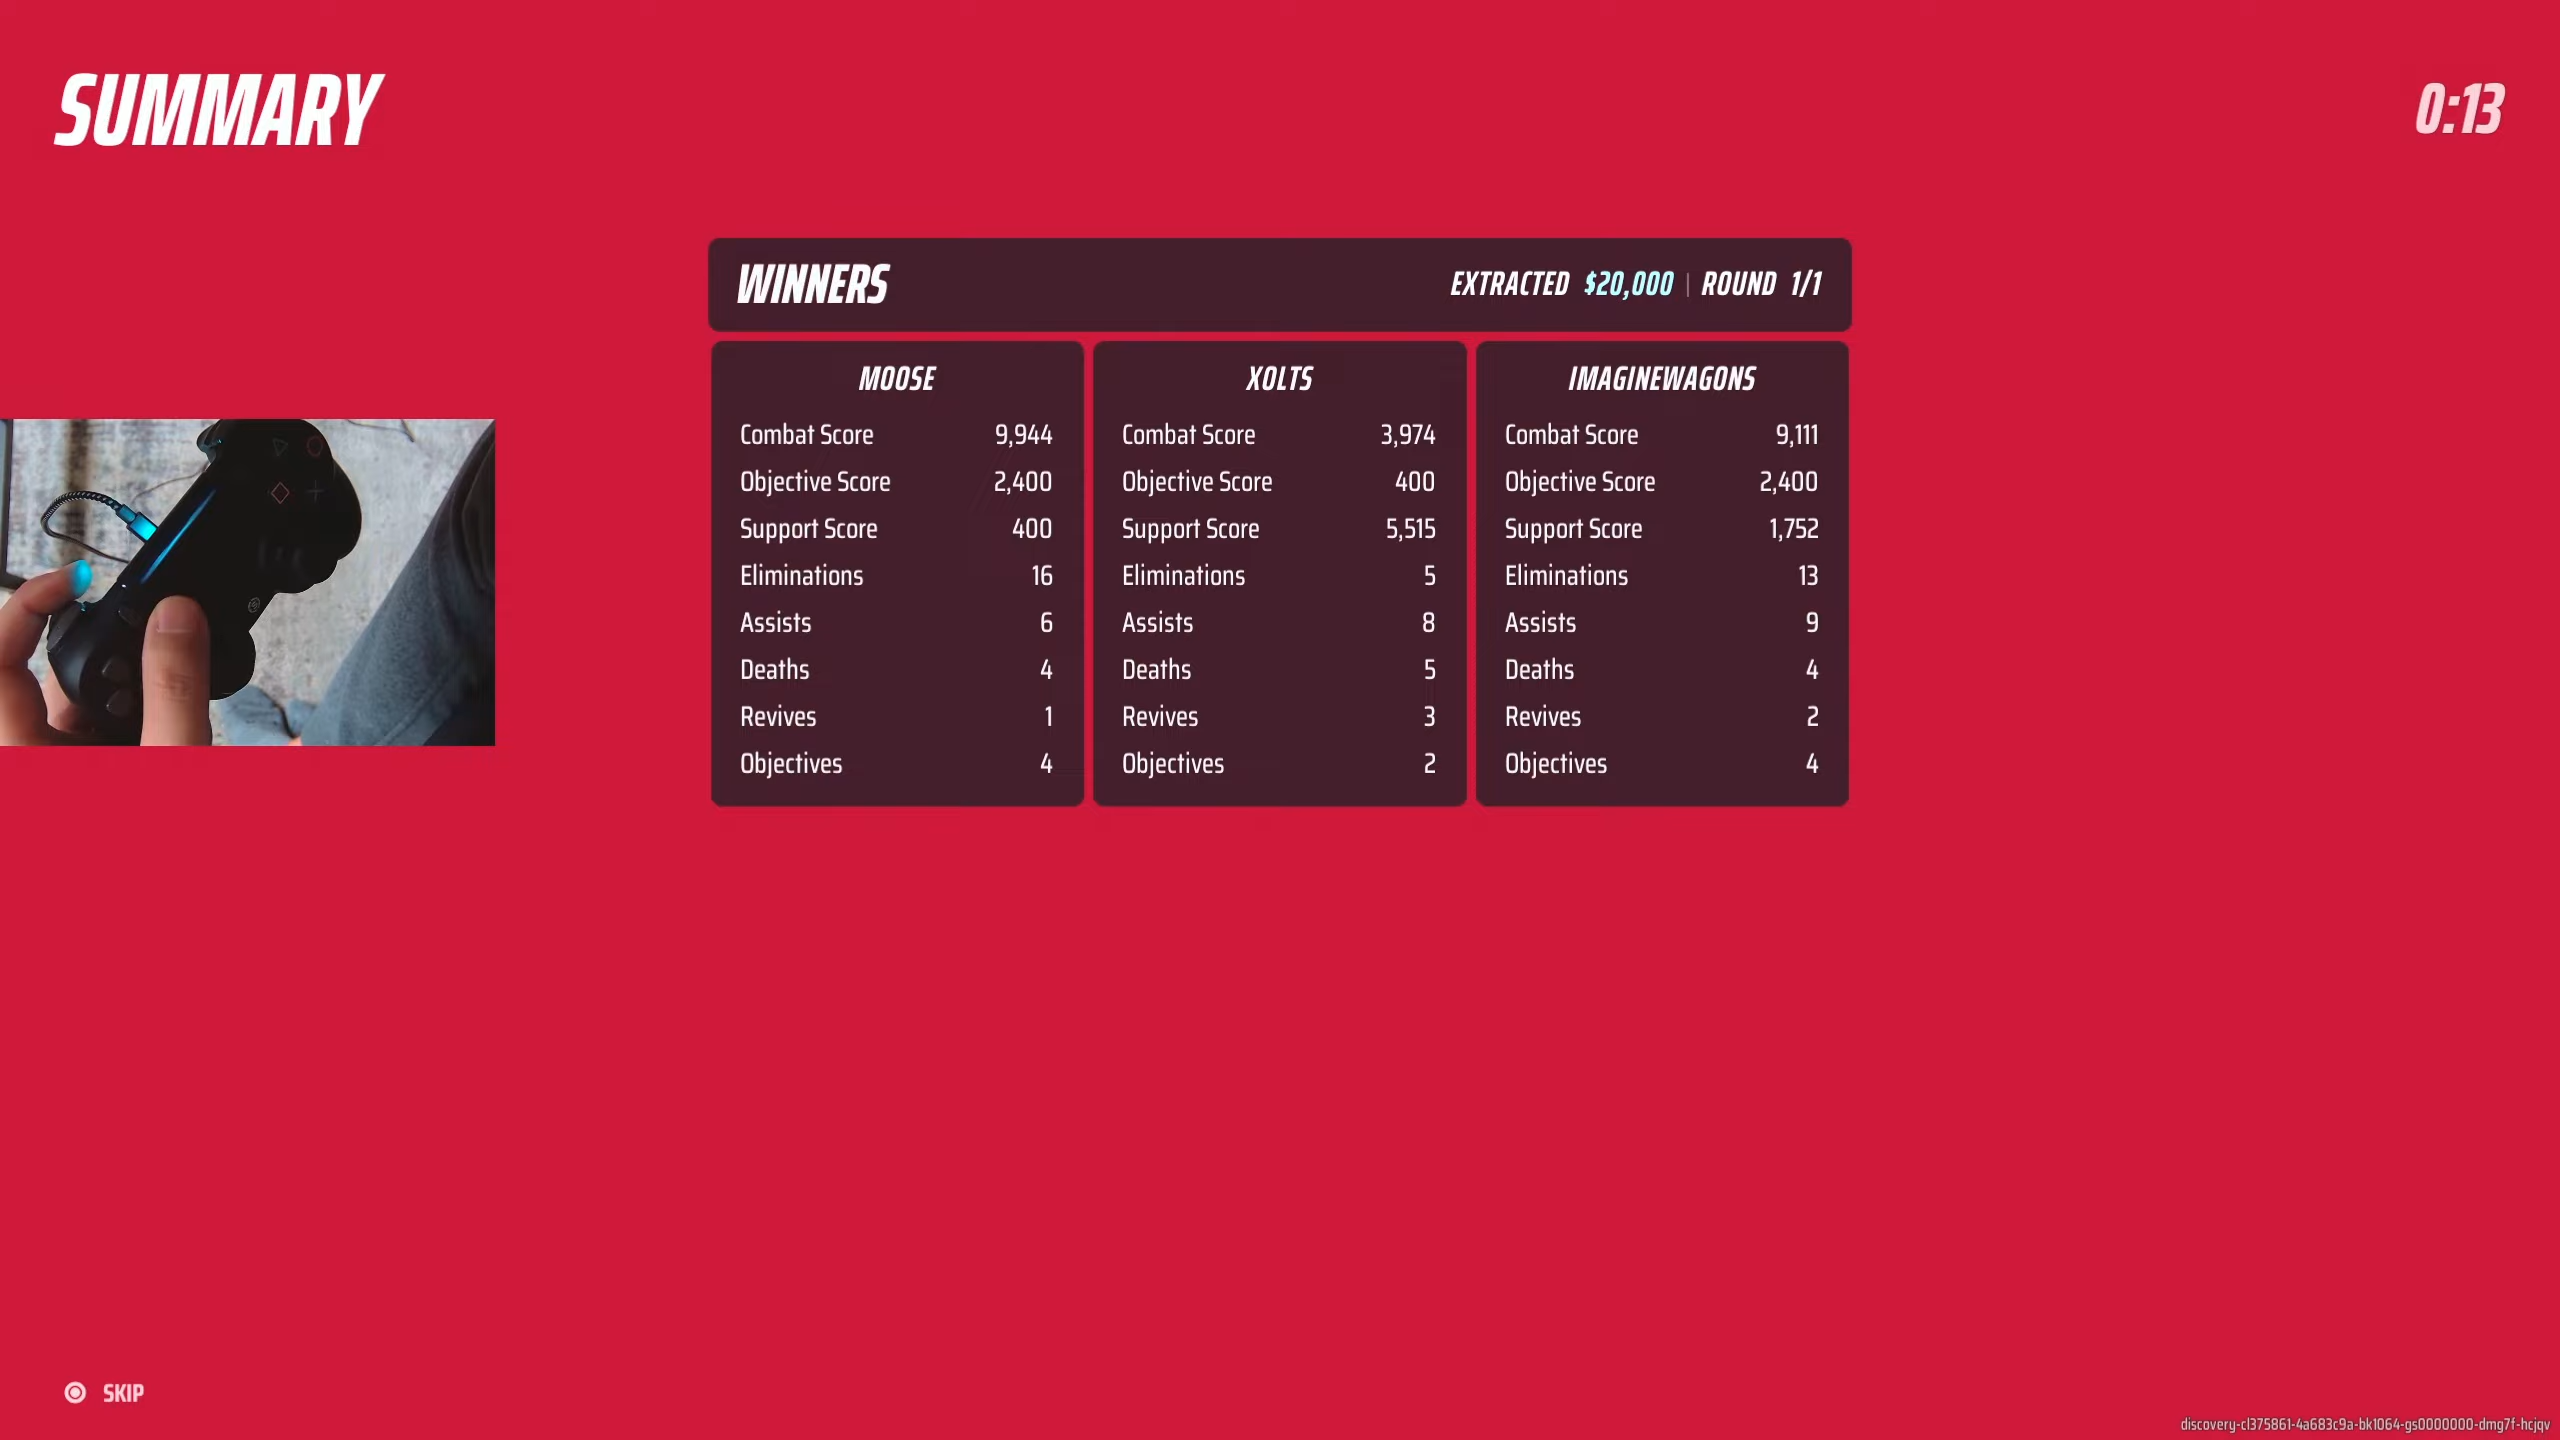 SUMMARY
0:13
WINNERS
EXTRACTED $20,000 | ROUND 1/1
MOOSE
Combat Score 9,944
Objective Score 2,400
Support Score 400
Eliminations 16
Assists 6
Deaths 4
Revives 1
Objectives 4
XOLTS
Combat Score 3,974
Objective Score 400
Support Score 5,515
Eliminations 5
Assists 8
Deaths 5
Revives 3
Objectives 2
IMAGINEWAGONS
Combat Score 9,111
Objective Score 2,400
Support Score 1,752
Eliminations 13
Assists 9
Deaths 4
Revives 2
Objectives 4
SKIP
discovery-cl375861-4a683c9a-bk1064-gs0000000-dmg7f-hcjqv